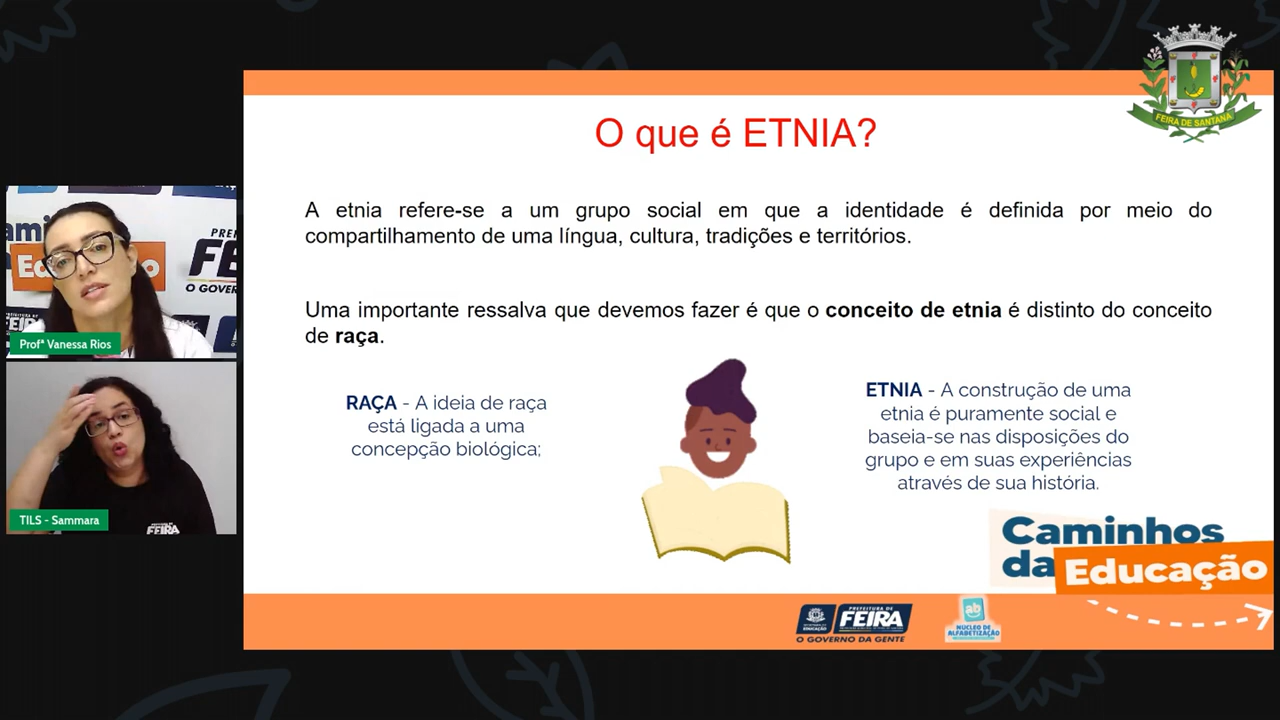 FEIRA DE SANTANA
O que é ETNIA?
A etnia refere-se a um grupo social em que a identidade é definida por meio do
compartilhamento de uma língua, cultura, tradições e territórios.
Uma importante ressalva que devemos fazer é que o conceito de etnia é distinto do conceito
de raça.
RAÇA - A ideia de raça
está ligada a uma
concepção biológica;
ETNIA - A construção de uma
etnia é puramente social e
baseia-se nas disposições do
grupo e em suas experiências
através de sua história.
Profª Vanessa Rios
TILS - Sammara
FEIRA
Caminhos
da Educação
EDUCAÇÃO
PREFEITURA DE
FEIRA
O GOVERNO DA GENTE
ab
NÚCLEO DE
ALFABETIZAÇÃO